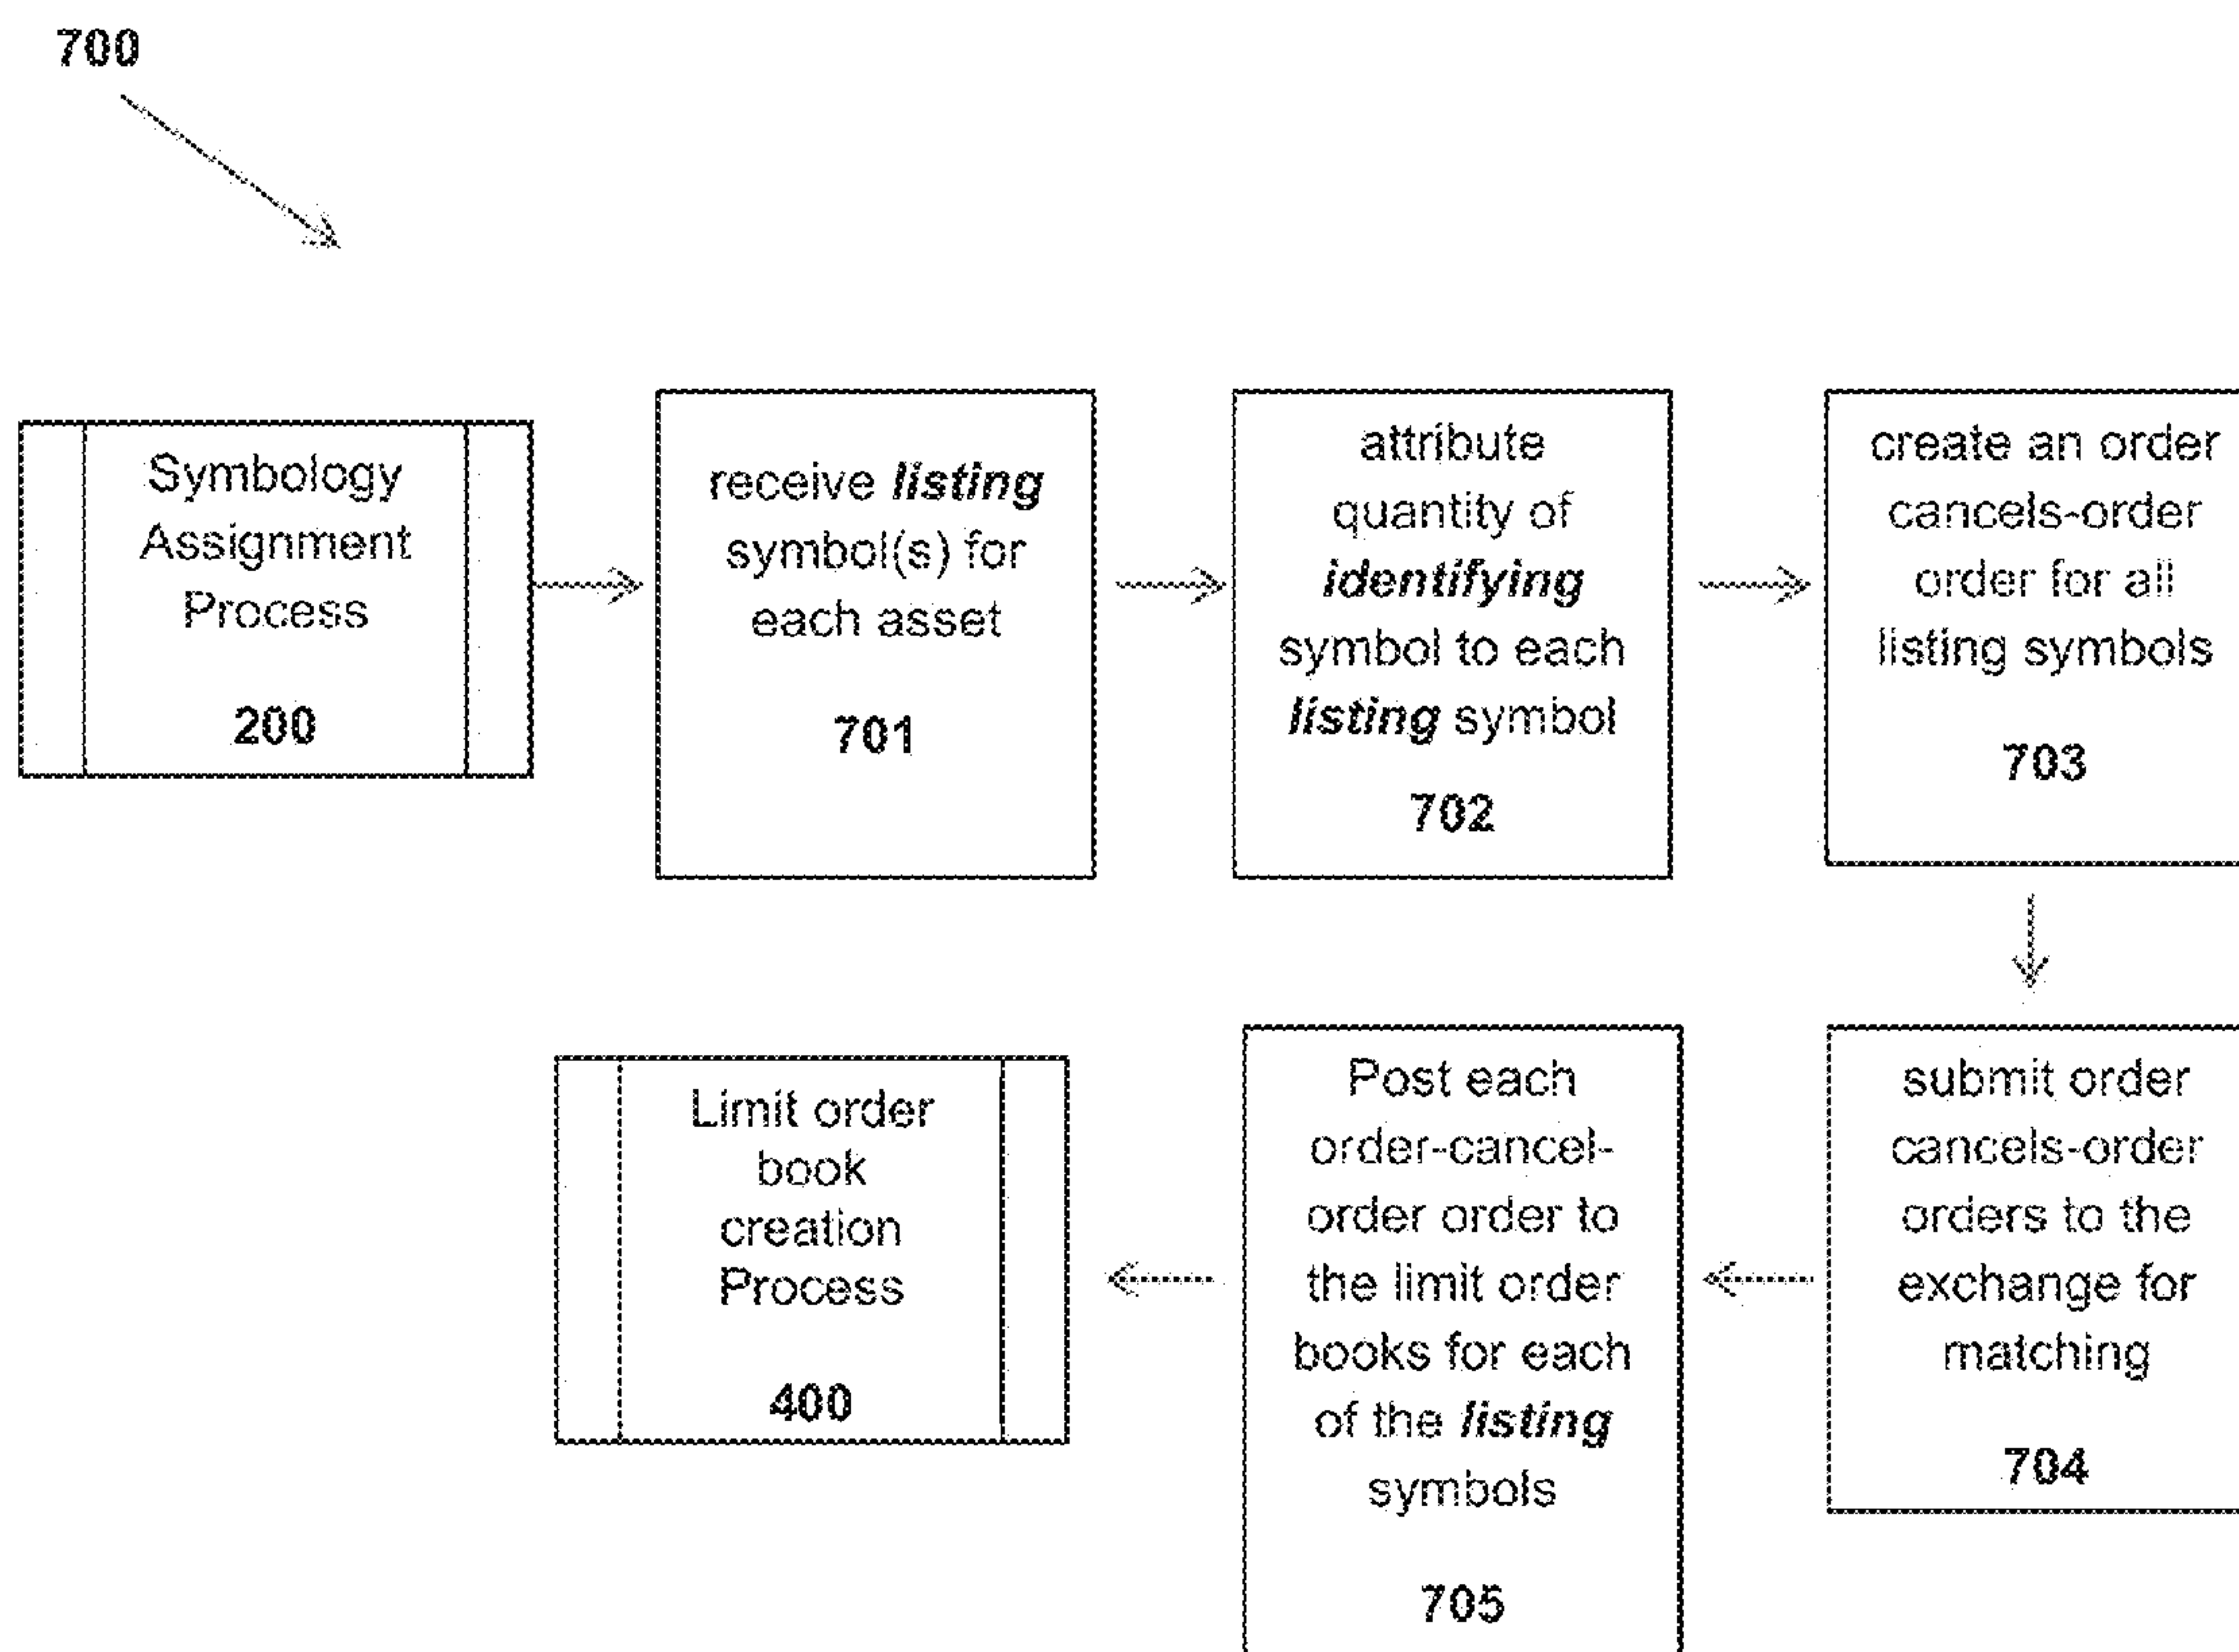 700
Symbology
Assignment
Process
200
receive listing
symbol(s) for
each asset
701
attribute
quantity of
identifying
symbol to each
listing symbol
702
create an order
cancels-order
order for all
listing symbols
703
submit order
cancels-order
orders to the
exchange for
matching
704
Post each
order-cancel-
order order to
the limit order
books for each
of the listing
symbols
705
Limit order
book
creation
Process
400